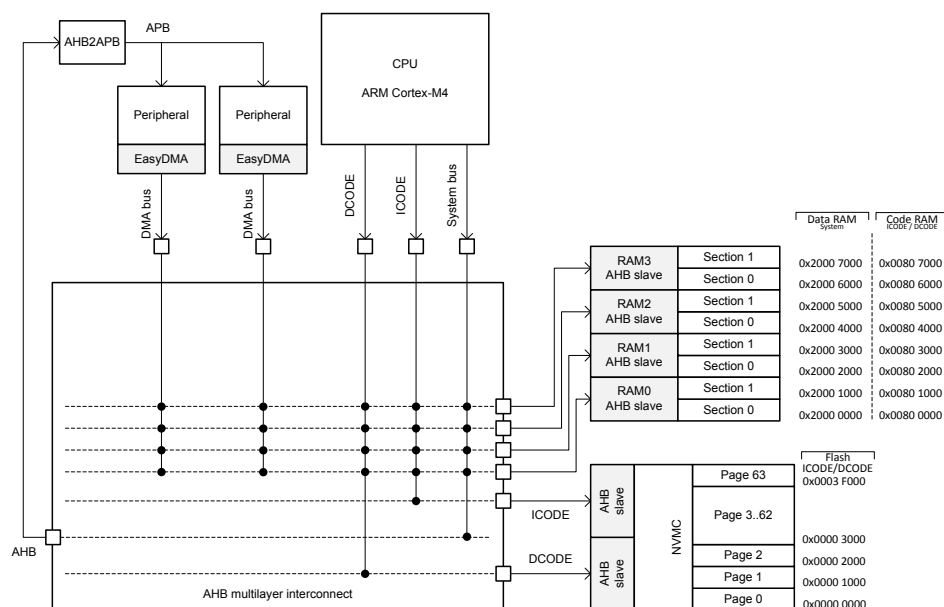 APB
AHB2APB
CPU
ARM Cortex-M4
Peripheral
Peripheral
EasyDMA
EasyDMA
DMA bus
DMA bus
DCODE
ICODE
System bus
Data RAM
System
Code RAM
ICODE / DCODE
RAM3
AHB slave
Section 1
Section 0
0x2000 7000
0x0080 7000
0x2000 6000
0x0080 6000
RAM2
AHB slave
Section 1
Section 0
0x2000 5000
0x0080 5000
0x2000 4000
0x0080 4000
RAM1
AHB slave
Section 1
Section 0
0x2000 3000
0x0080 3000
0x2000 2000
0x0080 2000
RAM0
AHB slave
Section 1
Section 0
0x2000 1000
0x0080 1000
0x2000 0000
0x0080 0000
Flash
ICODE/DCODE
0x0003 F000
Page 63
AHB
slave
ICODE
NVMC
Page 3..62
0x0000 3000
AHB
DCODE
AHB
slave
Page 2
0x0000 2000
Page 1
0x0000 1000
Page 0
0x0000 0000
AHB multilayer interconnect